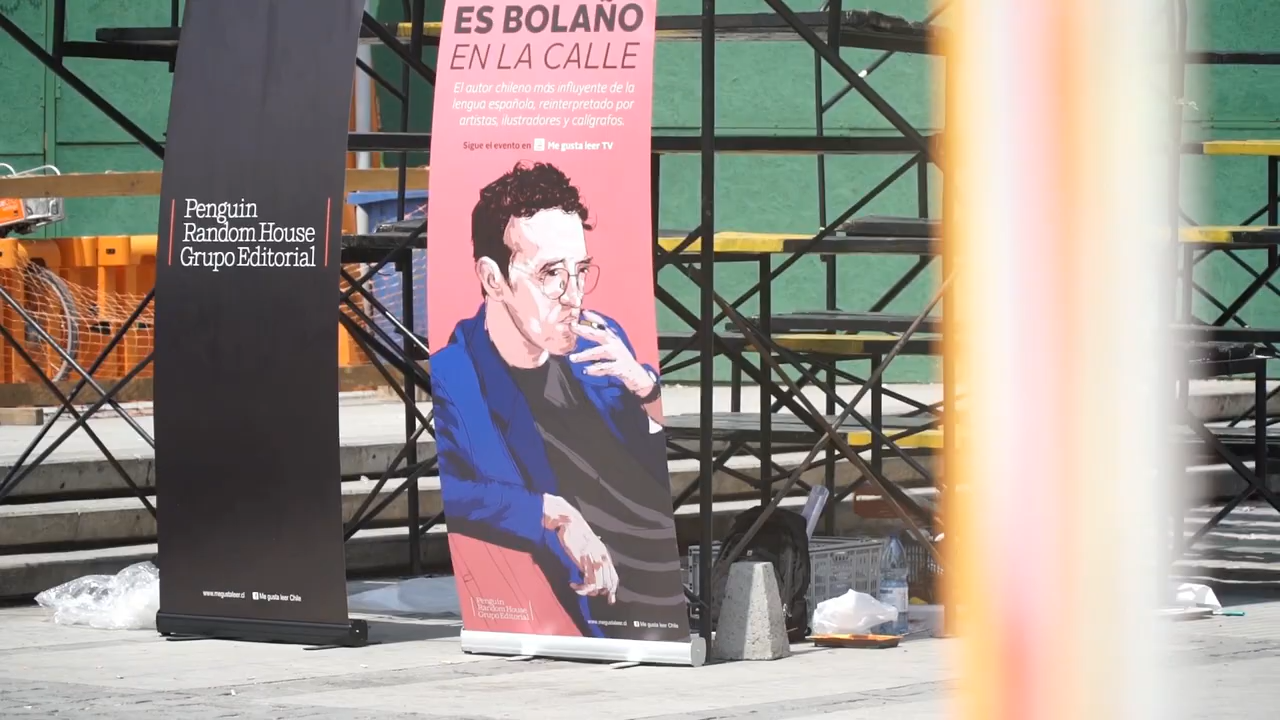 Penguin
Random House
Grupo Editorial
www.megustaleer.cl
Me gusta leer Chile
ES BOLAÑO
EN LA CALLE
El autor chileno más influyente de la
lengua española, reinterpretado por
artistas, ilustradores y calígrafos.
Sigue el evento en Me gusta leer TV
Penguin
Random House
Grupo Editorial
www.megustaleer.cl
Me gusta leer Chile